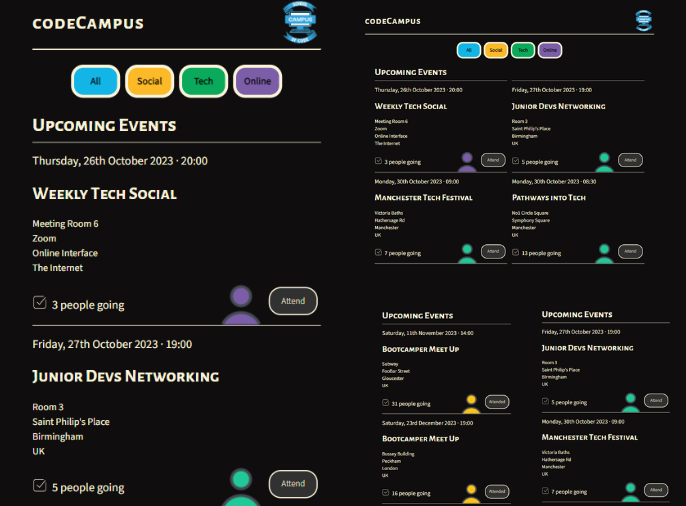 codeCampus
CAMPUS
All
Social
Tech
Online
Upcoming Events
Thursday, 26th October 2023 · 20:00
Weekly Tech Social
Meeting Room 6
Zoom
Online Interface
The Internet
3 people going
Attend
Friday, 27th October 2023 · 19:00
Junior Devs Networking
Room 3
Saint Philip's Place
Birmingham
UK
5 people going
Attend
codeCampus
All
Social
Tech
Online
Upcoming Events
Thursday, 26th October 2023 · 20:00
Weekly Tech Social
Meeting Room 6
Zoom
Online Interface
The Internet
3 people going
Attend
Friday, 27th October 2023 · 19:00
Junior Devs Networking
Room 3
Saint Philip's Place
Birmingham
UK
5 people going
Attend
Monday, 30th October 2023 · 09:00
Manchester Tech Festival
Victoria Baths
Hathersage Rd
Manchester
UK
7 people going
Attend
Monday, 30th October 2023 · 08:30
Pathways into Tech
No1 Circle Square
Symphony Square
Manchester
UK
13 people going
Attend
Upcoming Events
Saturday, 11th November 2023 · 14:00
Bootcamper Meet Up
Subway
Gloucester
UK
31 people going
Attended
Saturday, 23rd December 2023 · 19:00
Bootcamper Meet Up
Bussey Building
Peckham
London
UK
16 people going
Attended
Upcoming Events
Friday, 27th October 2023 · 19:00
Junior Devs Networking
Room 3
Saint Philip's Place
Birmingham
UK
5 people going
Attend
Monday, 30th October 2023 · 09:00
Manchester Tech Festival
Victoria Baths
Hathersage Rd
Manchester
UK
7 people going
Attend